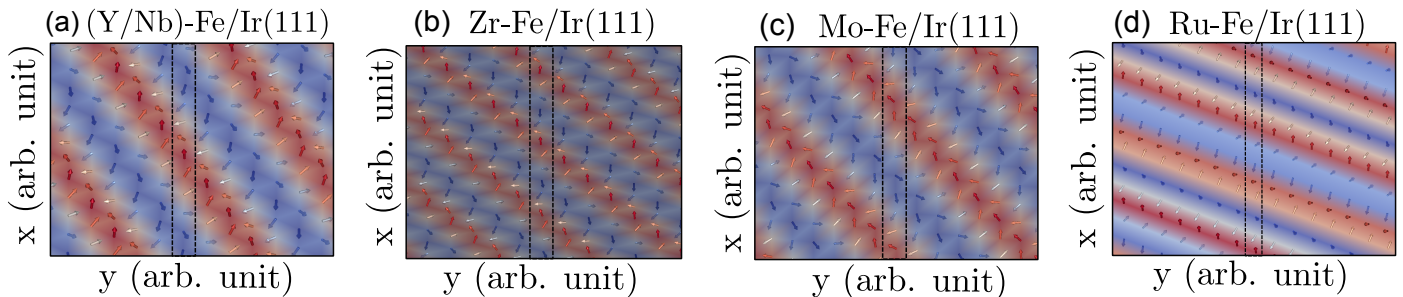 (a) (Y/Nb)-Fe/Ir(111)
x (arb. unit)
y (arb. unit)
(b) Zr-Fe/Ir(111)
x (arb. unit)
y (arb. unit)
(c) Mo-Fe/Ir(111)
x (arb. unit)
y (arb. unit)
(d) Ru-Fe/Ir(111)
x (arb. unit)
y (arb. unit)